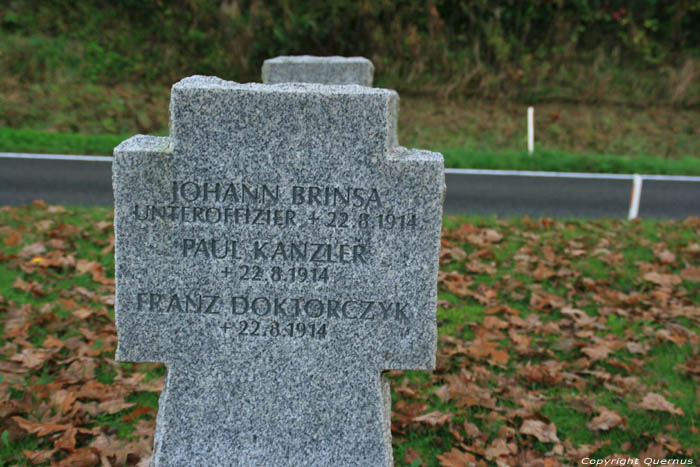 JOHANN BRINSA
UNTEROFFIZIER + 22.8.1914
PAUL KANZLER
+ 22.8.1914
FRANZ DOKTORCZYK
+ 22.8.1914
Copyright Quernus